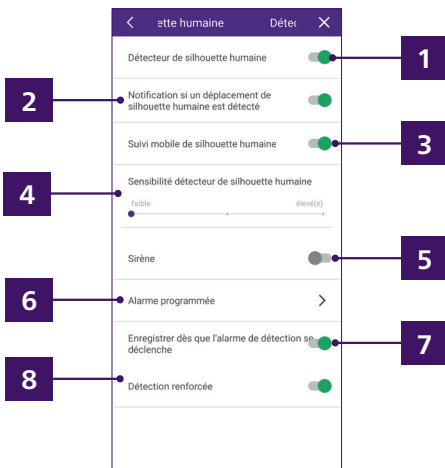 ette humaine Détec
Détecteur de silhouette humaine
1
2
Notification si un déplacement de
silhouette humaine est détecté
Suivi mobile de silhouette humaine
3
4
Sensibilité détecteur de silhouette humaine
faible élevé(e)
Sirène
5
6
Alarme programmée
Enregistrer dès que l'alarme de détection se
déclenche
7
8
Détection renforcée